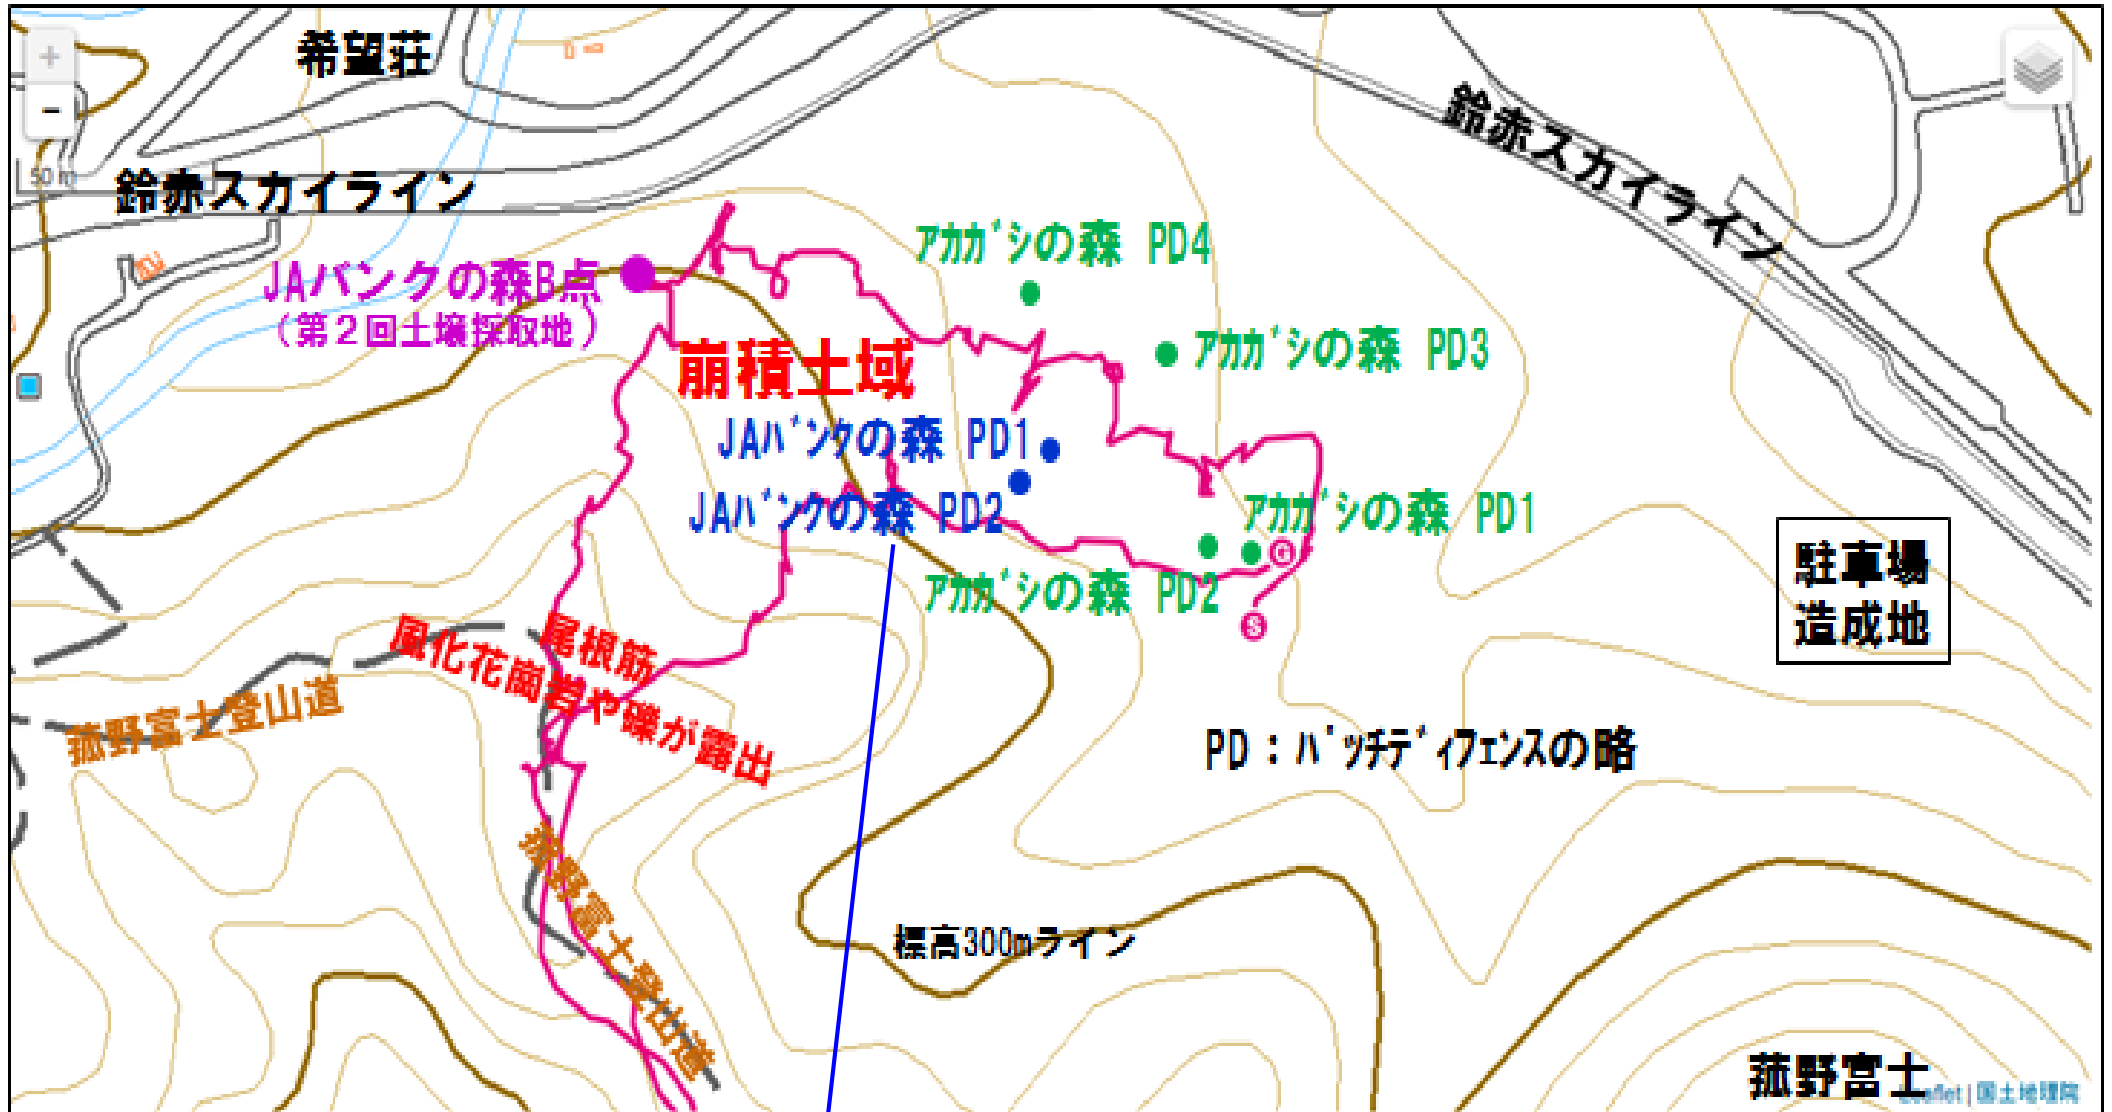 +
-
希望荘
50 m
鈴赤スカイライン
鈴赤スカイライン
アカガシの森 PD4
JAバンクの森B点
(第2回土壌採取地)
アカガシの森 PD3
崩積土域
JAバンクの森 PD1
JAバンクの森 PD2
アカガシの森 PD1
G
アカガシの森 PD2
S
駐車場
造成地
尾根筋
風化花崗岩や礫が露出
菰野富士登山道
PD:パッチディフェンスの略
菰野富士登山道
標高300mライン
菰野富士
Leaflet | 国土地理院